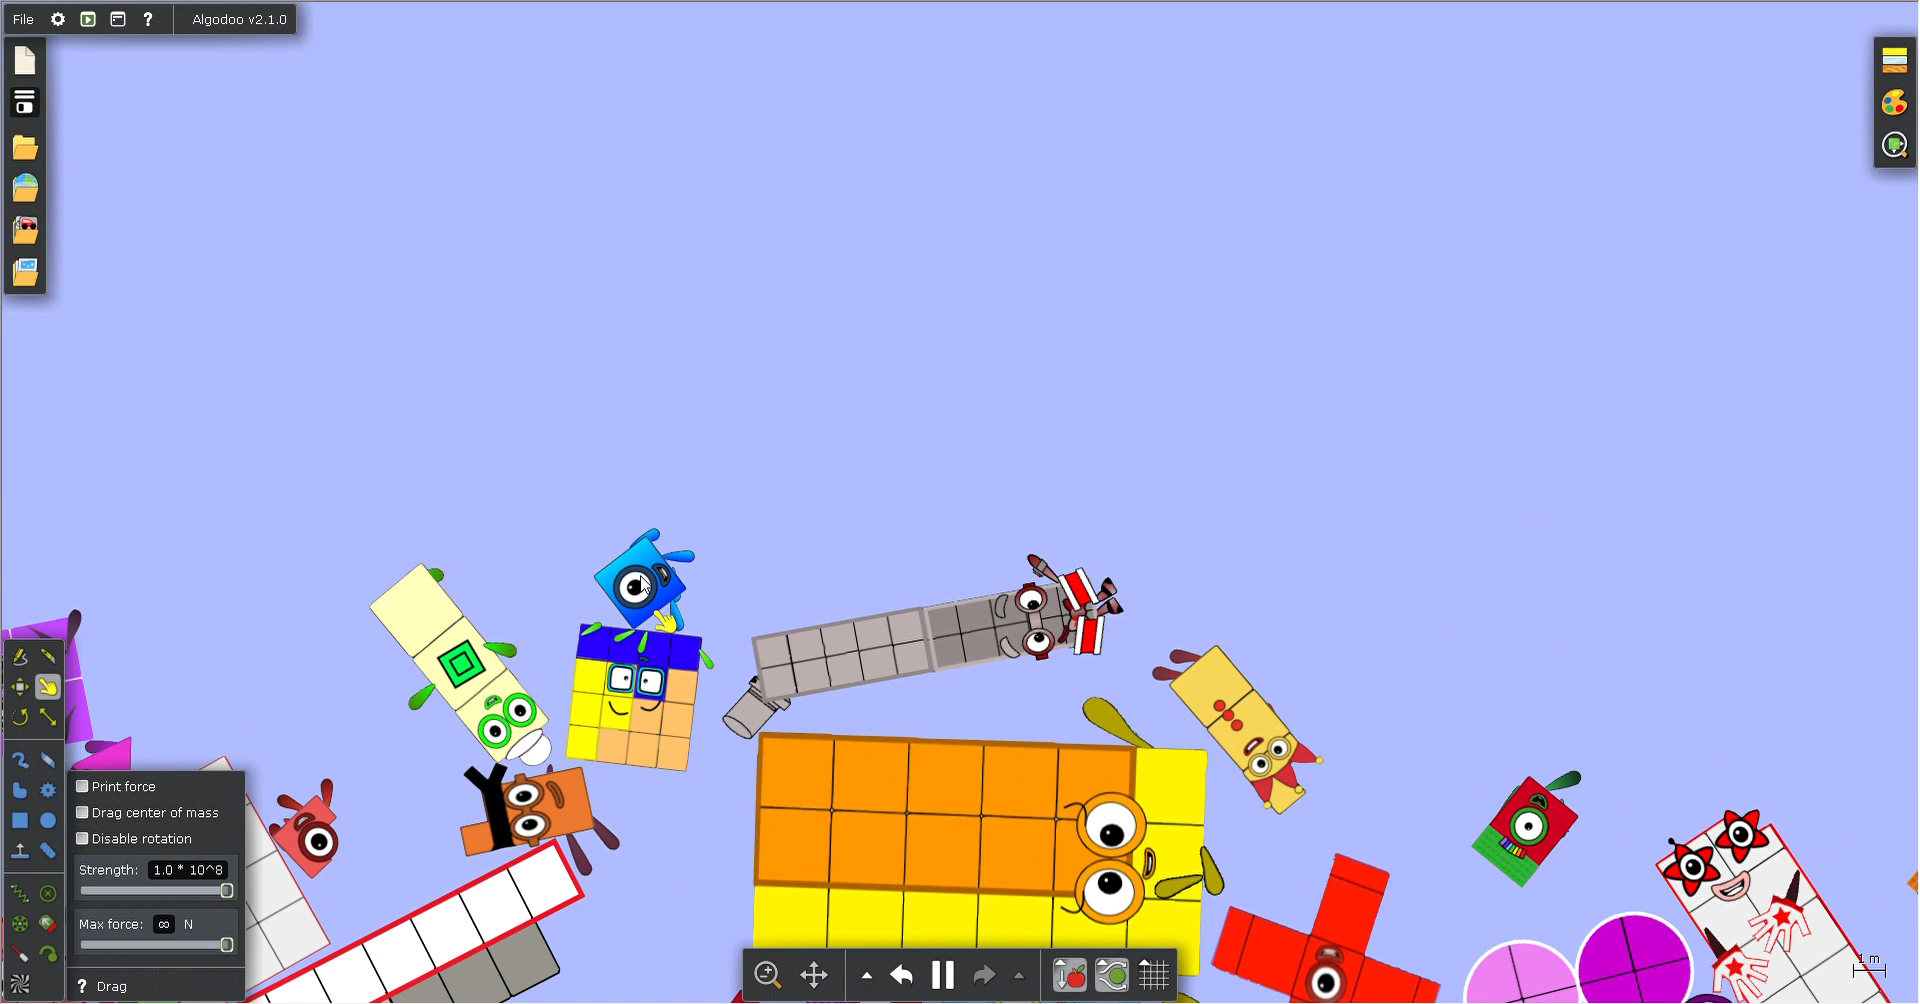 File ? Algodoo v2.1.0
Print force
Drag center of mass
Disable rotation
Strength: 1.0 * 10^8
Max force: ∞ N
? Drag
1 m